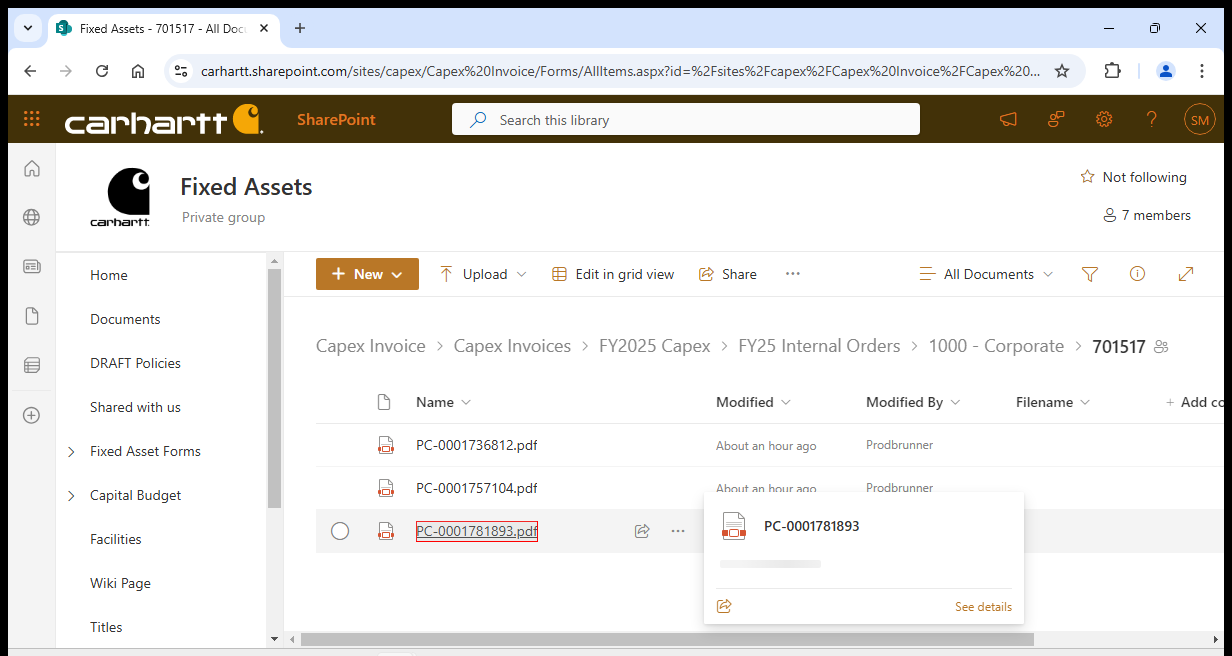 Fixed Assets - 701517 - All Doc
carhartt.sharepoint.com/sites/capex/Capex%20Invoice/Forms/AllItems.aspx?id=%2Fsites%2Fcapex%2FCapex%20Invoice%2FCapex%20...
carhartt SharePoint Search this library SM
carhartt
Fixed Assets
Private group
Not following
7 members
Home
Documents
DRAFT Policies
Shared with us
Fixed Asset Forms
Capital Budget
Facilities
Wiki Page
Titles
+ New Upload Edit in grid view Share ... All Documents
Capex Invoice > Capex Invoices > FY2025 Capex > FY25 Internal Orders > 1000 - Corporate > 701517
Name Modified Modified By Filename + Add co
PC-0001736812.pdf About an hour ago Prodbrunner
PC-0001757104.pdf About an hour ago Prodbrunner
PC-0001781893.pdf ...
PC-0001781893
See details